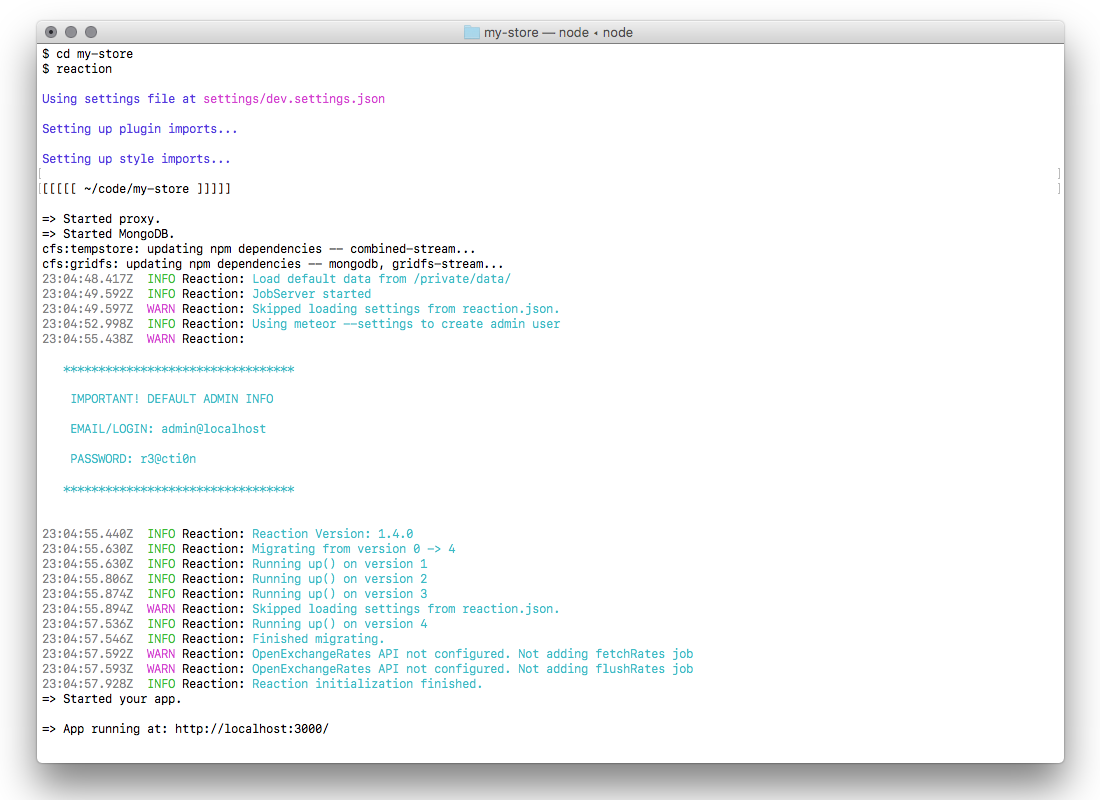 my-store — node ◂ node
$ cd my-store
$ reaction
Using settings file at settings/dev.settings.json
Setting up plugin imports...
Setting up style imports...
[ ]
[[[[[[ ~/code/my-store ]]]]] ]
=> Started proxy.
=> Started MongoDB.
cfs:tempstore: updating npm dependencies -- combined-stream...
cfs:gridfs: updating npm dependencies -- mongodb, gridfs-stream...
23:04:48.417Z  INFO Reaction: Load default data from /private/data/
23:04:49.592Z  INFO Reaction: JobServer started
23:04:49.597Z  WARN Reaction: Skipped loading settings from reaction.json.
23:04:52.998Z  INFO Reaction: Using meteor --settings to create admin user
23:04:55.438Z  WARN Reaction:
*********************************
IMPORTANT! DEFAULT ADMIN INFO
EMAIL/LOGIN: admin@localhost
PASSWORD: r3@cti0n
*********************************
23:04:55.440Z  INFO Reaction: Reaction Version: 1.4.0
23:04:55.630Z  INFO Reaction: Migrating from version 0 -> 4
23:04:55.630Z  INFO Reaction: Running up() on version 1
23:04:55.806Z  INFO Reaction: Running up() on version 2
23:04:55.874Z  INFO Reaction: Running up() on version 3
23:04:55.894Z  WARN Reaction: Skipped loading settings from reaction.json.
23:04:57.536Z  INFO Reaction: Running up() on version 4
23:04:57.546Z  INFO Reaction: Finished migrating.
23:04:57.592Z  WARN Reaction: OpenExchangeRates API not configured. Not adding fetchRates job
23:04:57.593Z  WARN Reaction: OpenExchangeRates API not configured. Not adding flushRates job
23:04:57.928Z  INFO Reaction: Reaction initialization finished.
=> Started your app.
=> App running at: http://localhost:3000/